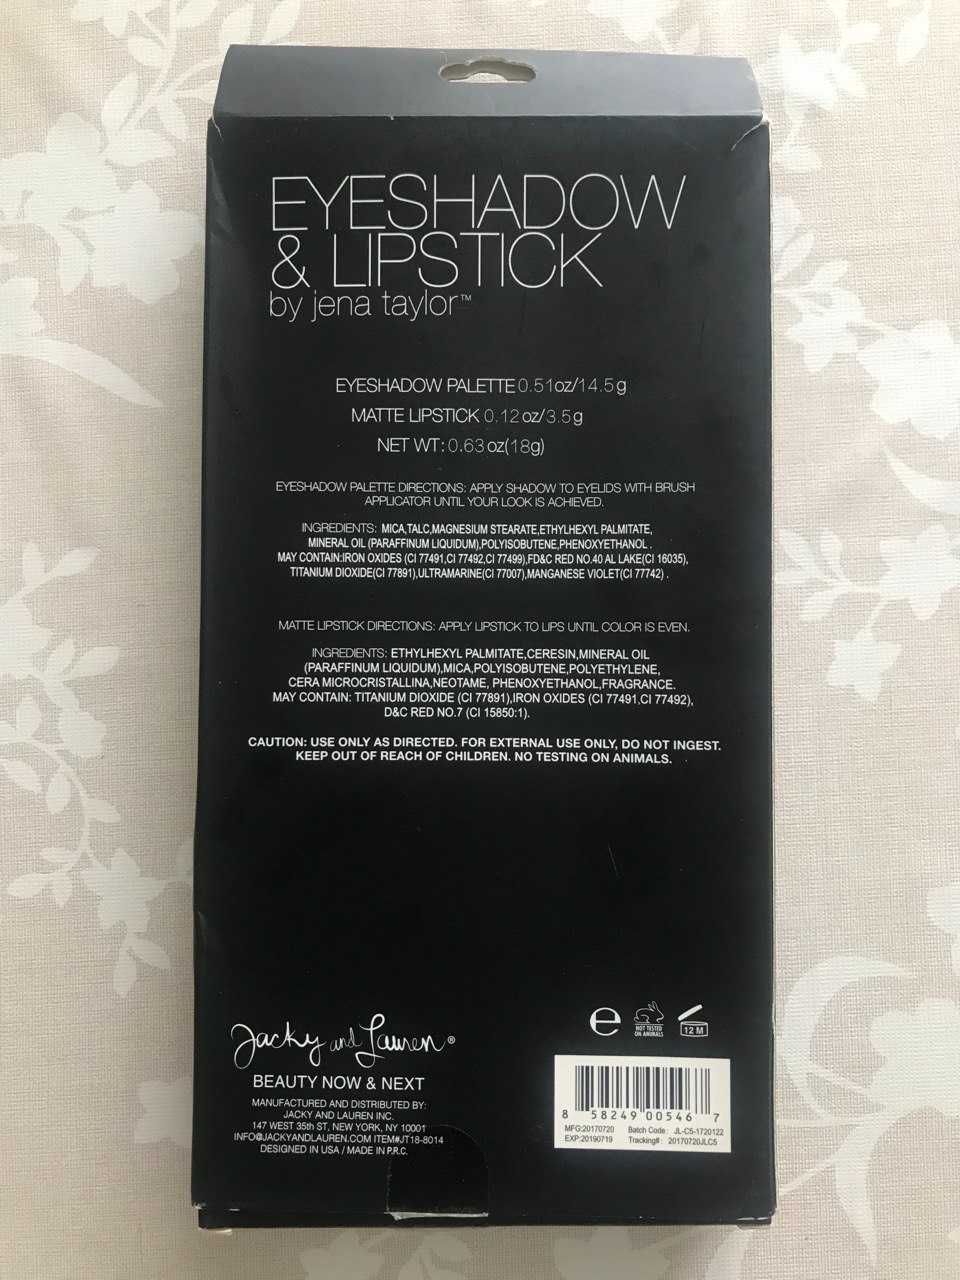 EYESHADOW
& LIPSTICK
by jena taylor™
EYESHADOW PALETTE 0.51oz/14.5g
MATTE LIPSTICK 0.12oz/3.5g
NET WT: 0.63oz(18g)
EYESHADOW PALETTE DIRECTIONS: APPLY SHADOW TO EYELIDS WITH BRUSH
APPLICATOR UNTIL YOUR LOOK IS ACHIEVED.
INGREDIENTS: MICA,TALC,MAGNESIUM STEARATE,ETHYLHEXYL PALMITATE,
MINERAL OIL (PARAFFINUM LIQUIDUM),POLYISOBUTENE,PHENOXYETHANOL .
MAY CONTAIN:IRON OXIDES (CI 77491,CI 77492,CI 77499),FD&C RED NO.40 AL LAKE(CI 16035),
TITANIUM DIOXIDE(CI 77891),ULTRAMARINE(CI 77007),MANGANESE VIOLET(CI 77742) .
MATTE LIPSTICK DIRECTIONS: APPLY LIPSTICK TO LIPS UNTIL COLOR IS EVEN.
INGREDIENTS: ETHYLHEXYL PALMITATE,CERESIN,MINERAL OIL
(PARAFFINUM LIQUIDUM),MICA,POLYISOBUTENE,POLYETHYLENE,
CERA MICROCRISTALLINA,NEOTAME, PHENOXYETHANOL,FRAGRANCE.
MAY CONTAIN: TITANIUM DIOXIDE (CI 77891),IRON OXIDES (CI 77491,CI 77492),
D&C RED NO.7 (CI 15850:1).
CAUTION: USE ONLY AS DIRECTED. FOR EXTERNAL USE ONLY, DO NOT INGEST.
KEEP OUT OF REACH OF CHILDREN. NO TESTING ON ANIMALS.
Jacky and Lauren®
BEAUTY NOW & NEXT
MANUFACTURED AND DISTRIBUTED BY:
JACKY AND LAUREN INC.
147 WEST 35th ST, NEW YORK, NY 10001
INFO@JACKYANDLAUREN.COM ITEM#JT18-8014
DESIGNED IN USA / MADE IN P.R.C.
e
NOT TESTED
ON ANIMALS
12 M
8 58249 00546 7
MFG:20170720 Batch Code: JL-C5-1720122
EXP:20190719 Tracking#: 20170720JLC5